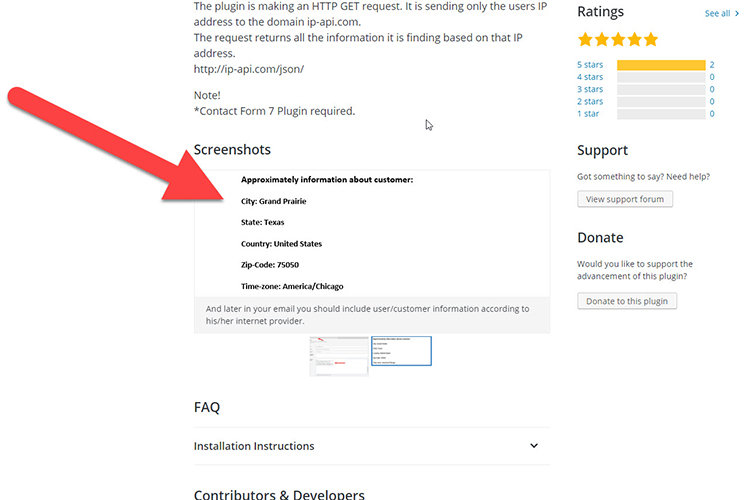 The plugin is making an HTTP GET request. It is sending only the users IP
address to the domain ip-api.com.
The request returns all the information it is finding based on that IP
address.
http://ip-api.com/json/
Note!
*Contact Form 7 Plugin required.
Screenshots
Approximately information about customer:
City: Grand Prairie
State: Texas
Country: United States
Zip-Code: 75050
Time-zone: America/Chicago
And later in your email you should include user/customer information according to
his/her internet provider.
FAQ
Installation Instructions
Contributors & Developers
Ratings
See all
5 stars 2
4 stars 0
3 stars 0
2 stars 0
1 star 0
Support
Got something to say? Need help?
View support forum
Donate
Would you like to support the
advancement of this plugin?
Donate to this plugin